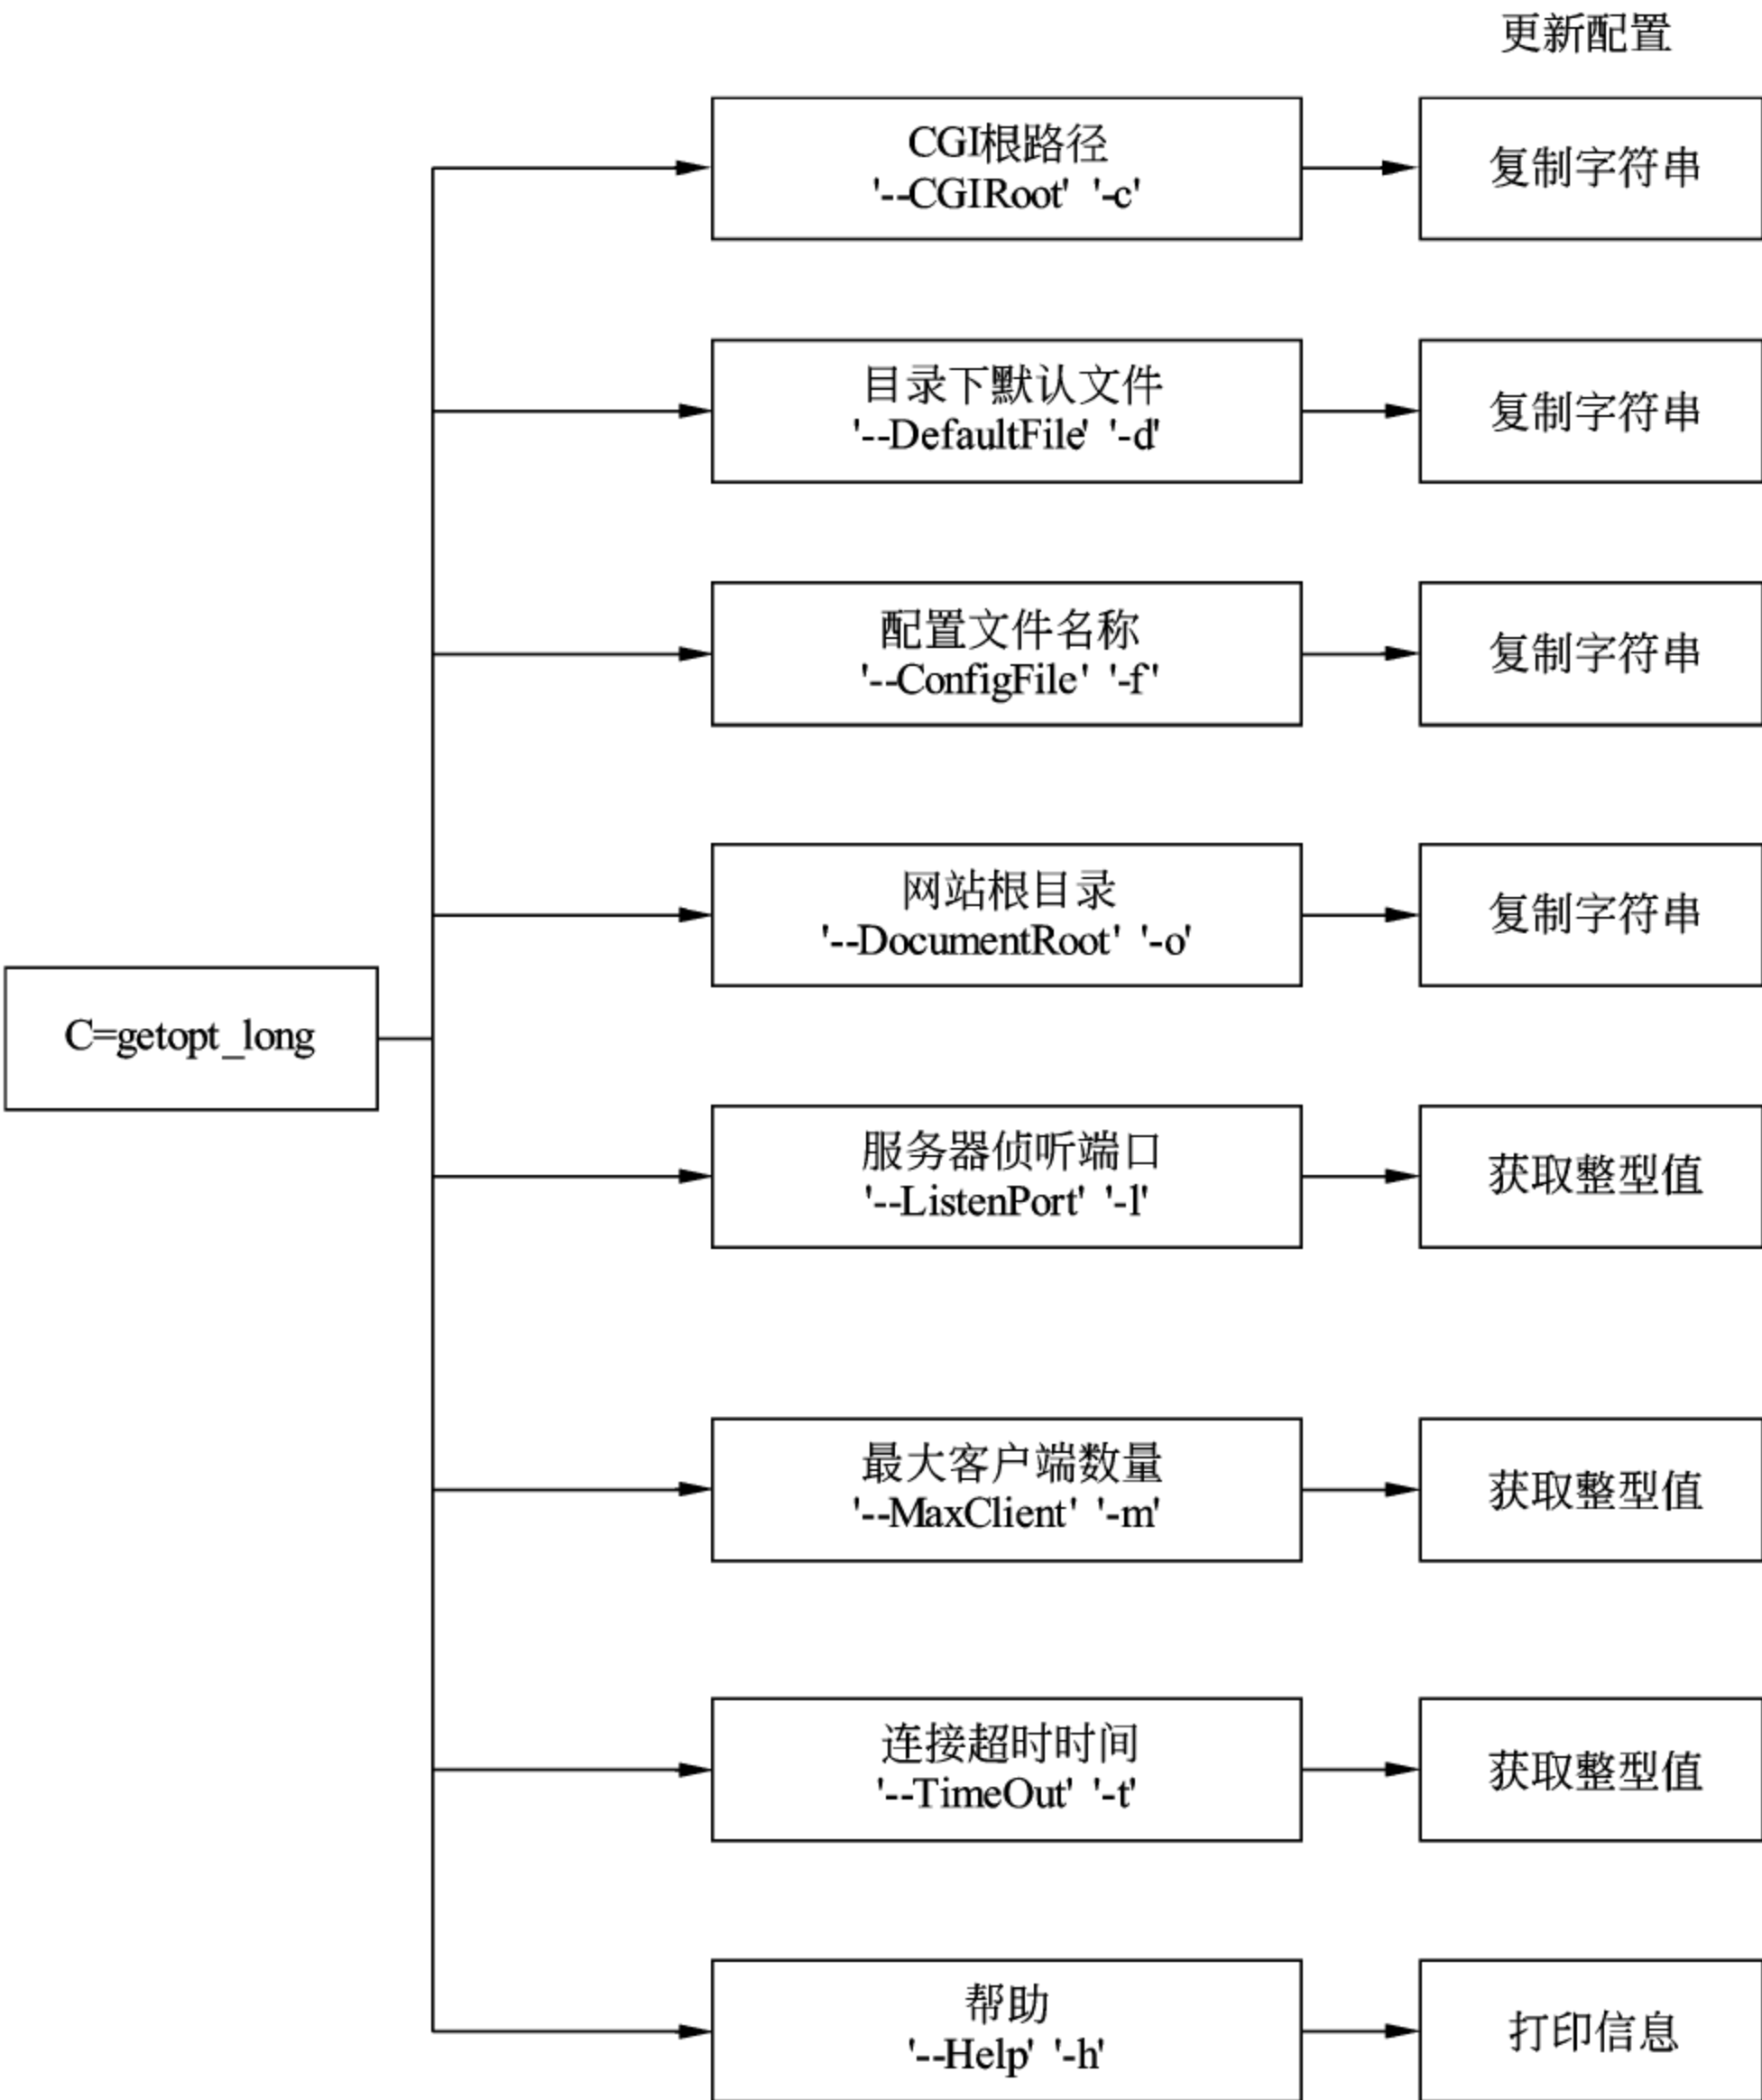 更新配置
CGI根路径
'--CGIRoot' '-c'
复制字符串
目录下默认文件
'--DefaultFile' '-d'
复制字符串
配置文件名称
'--ConfigFile' '-f'
复制字符串
网站根目录
'--DocumentRoot' '-o'
复制字符串
C=getopt_long
服务器侦听端口
'--ListenPort' '-l'
获取整型值
最大客户端数量
'--MaxClient' '-m'
获取整型值
连接超时时间
'--TimeOut' '-t'
获取整型值
帮助
'--Help' '-h'
打印信息